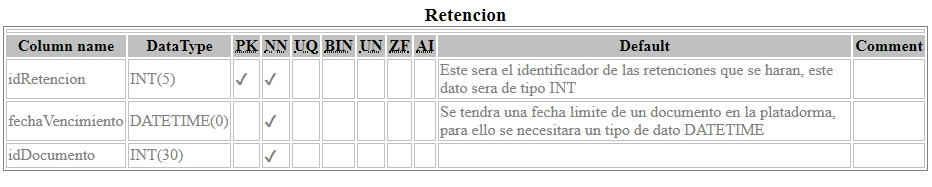 Retencion
Column name DataType PK NN UQ BIN UN ZF AI Default Comment
idRetencion INT(5) ✓ ✓ Este sera el identificador de las retenciones que se haran, este
dato sera de tipo INT
fechaVencimiento DATETIME(0) ✓ Se tendra una fecha limite de un documento en la platadorma,
para ello se necesitara un tipo de dato DATETIME
idDocumento INT(30) ✓